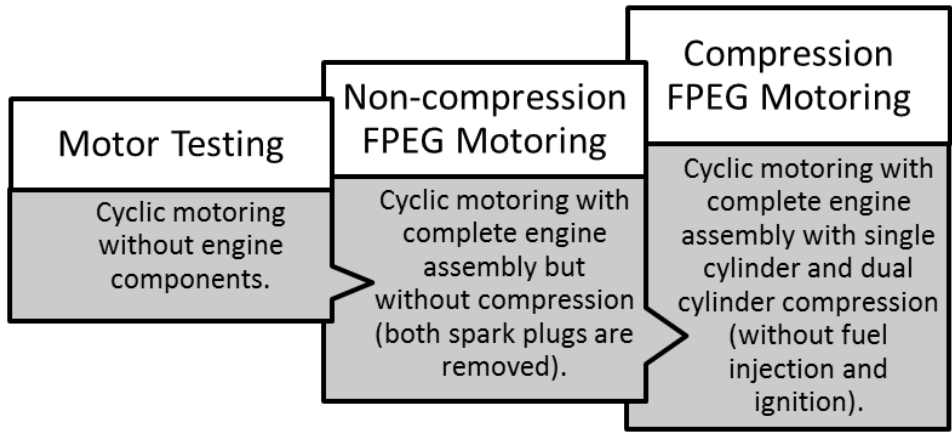 Motor Testing
Cyclic motoring
without engine
components.
Non-compression
FPEG Motoring
Cyclic motoring with
complete engine
assembly but
without compression
(both spark plugs are
removed).
Compression
FPEG Motoring
Cyclic motoring with
complete engine
assembly with single
cylinder and dual
cylinder compression
(without fuel
injection and
ignition).